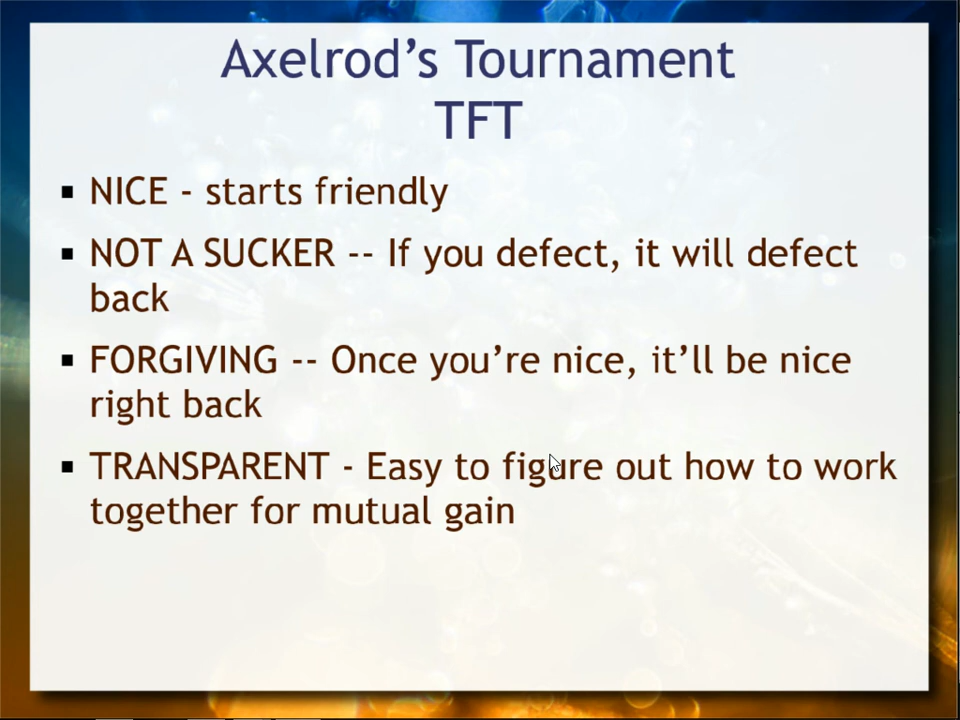 Axelrod’s Tournament
TFT
▪ NICE - starts friendly
▪ NOT A SUCKER -- If you defect, it will defect
back
▪ FORGIVING -- Once you’re nice, it’ll be nice
right back
▪ TRANSPARENT - Easy to figure out how to work
together for mutual gain